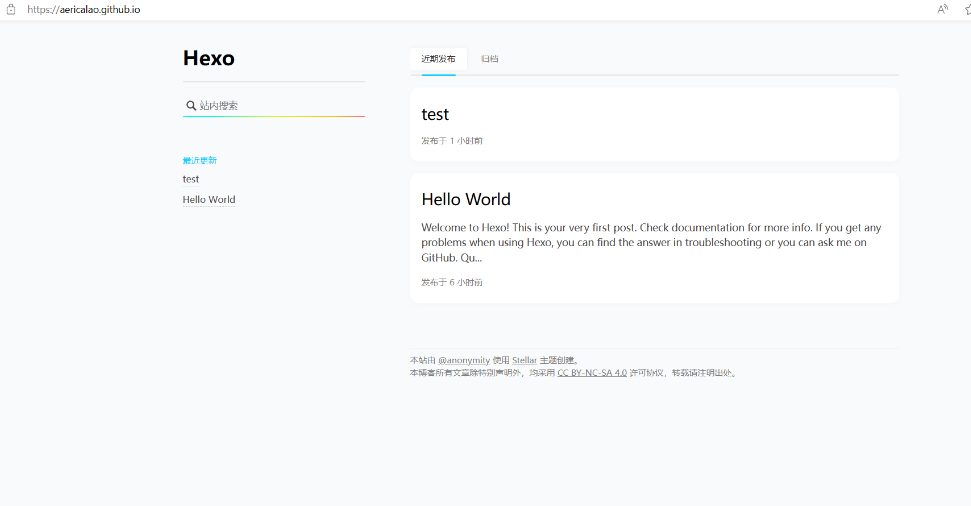 https://aericalao.github.io
Hexo
站内搜索
最近更新
test
Hello World
近期发布 归档
test
发布于 1 小时前
Hello World
Welcome to Hexo! This is your very first post. Check documentation for more info. If you get any
problems when using Hexo, you can find the answer in troubleshooting or you can ask me on
GitHub. Qu...
发布于 6 小时前
本站由 @anonymity 使用 Stellar 主题创建。
本博客所有文章除特别声明外，均采用 CC BY-NC-SA 4.0 许可协议，转载请注明出处。